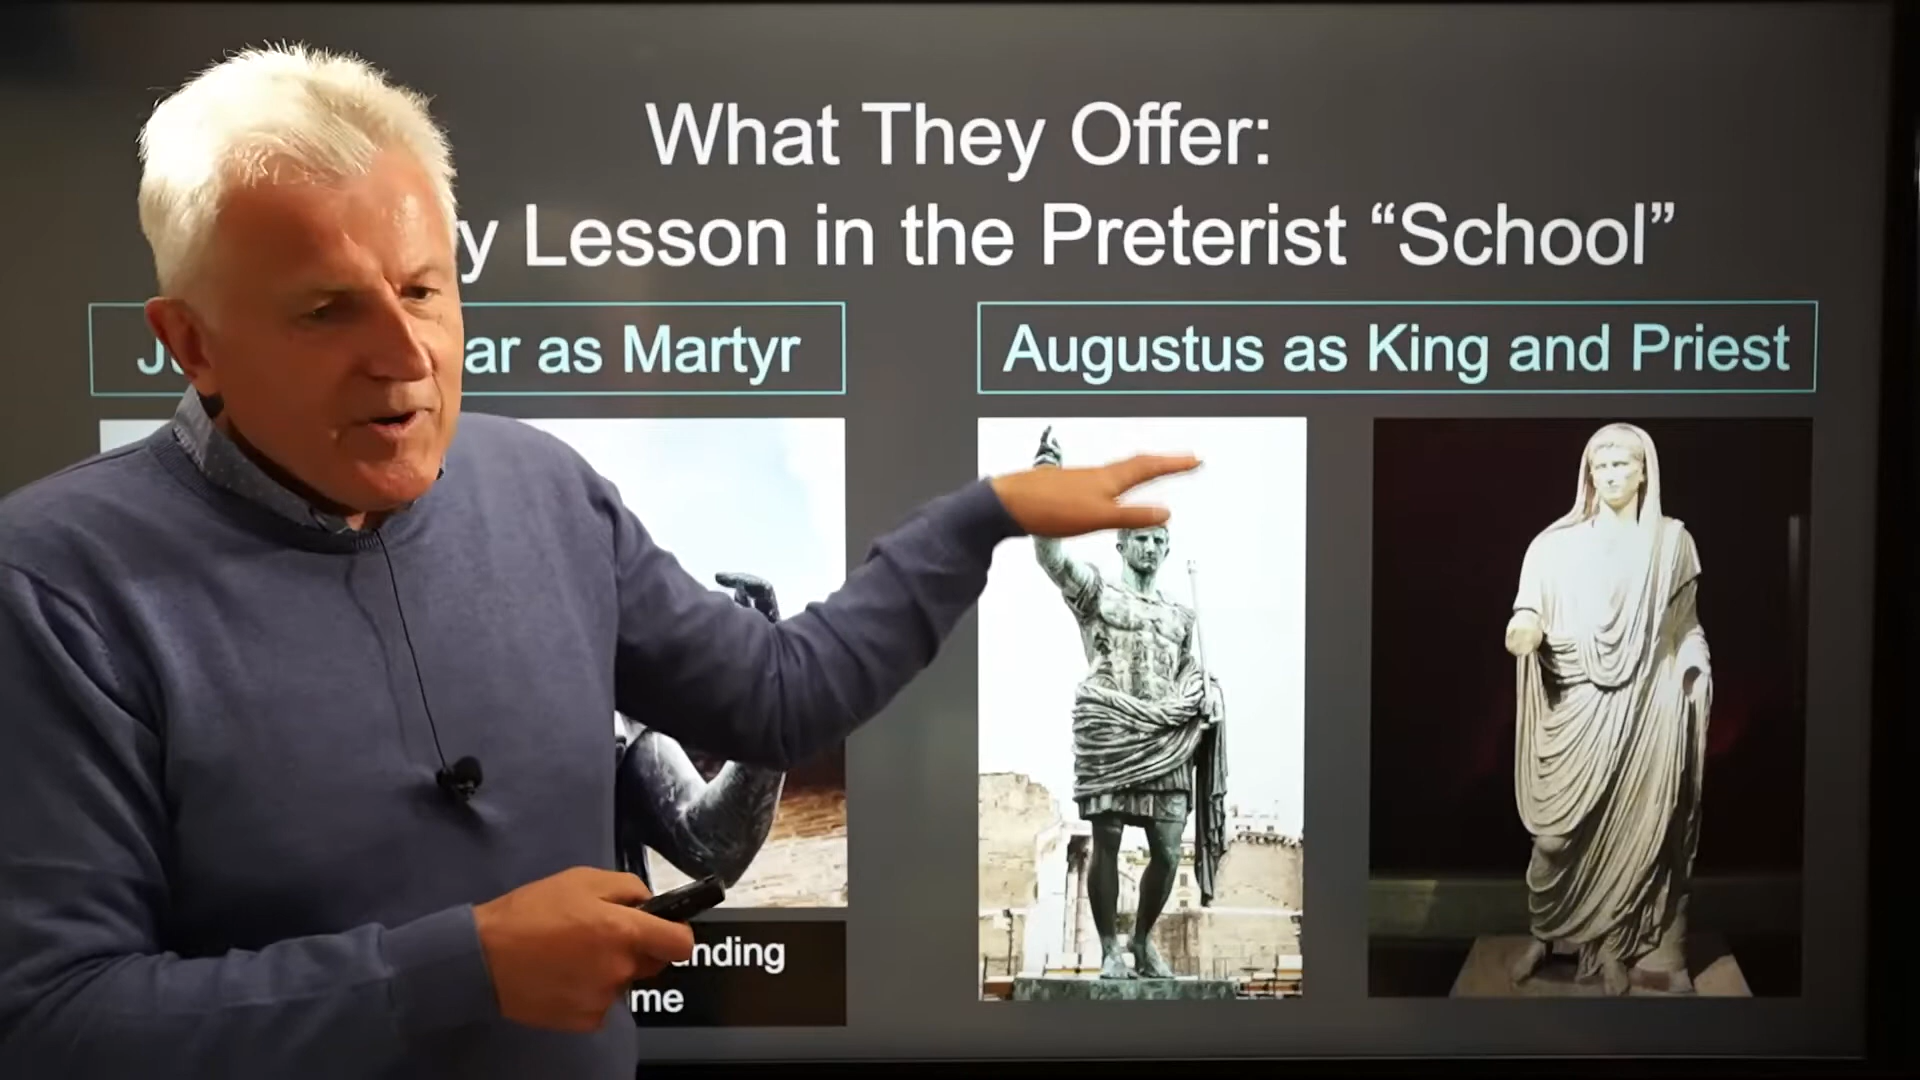 What They Offer:
y Lesson in the Preterist “School”
ar as Martyr
Augustus as King and Priest
nding
me